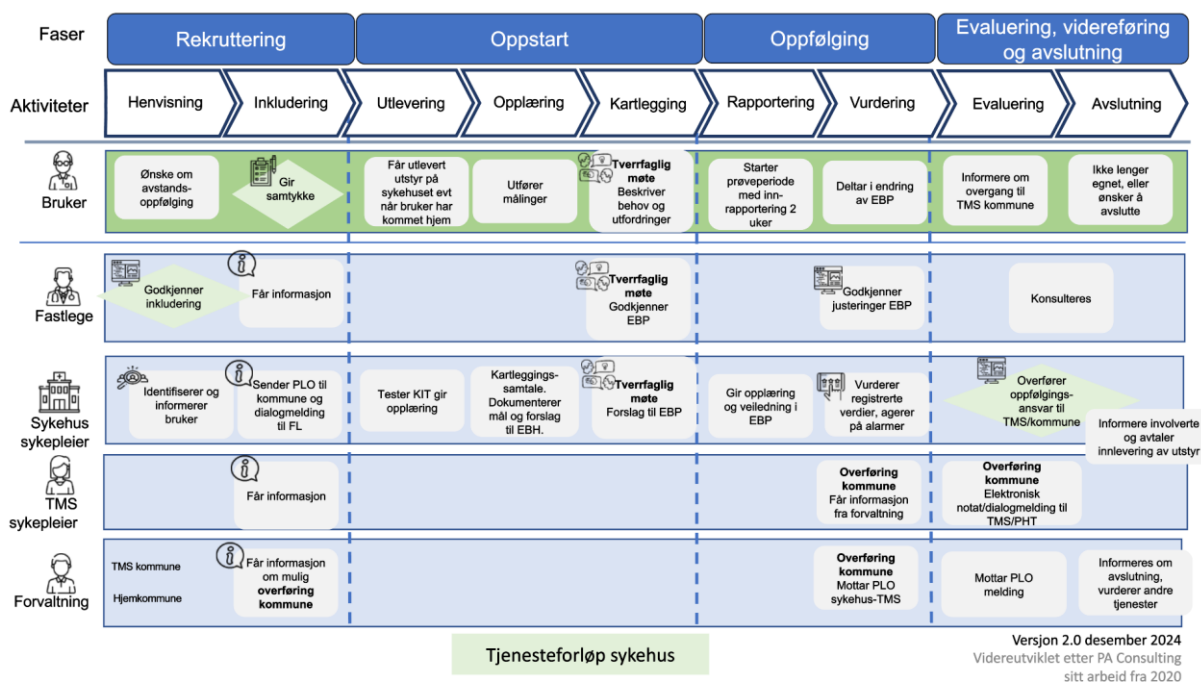 Faser
Rekruttering
Oppstart
Oppfølging
Evaluering, videreføring
og avslutning
Aktiviteter
Henvisning
Inkludering
Utlevering
Opplæring
Kartlegging
Rapportering
Vurdering
Evaluering
Avslutning
Bruker
Ønske om
avstands-
oppfølging
Gir
samtykke
Får utlevert
utstyr på
sykehuset evt
når bruker har
kommet hjem
Utfører
målinger
Tverrfaglig
møte
Beskriver
behov og
utfordringer
Starter
prøveperiode
med inn-
rapportering 2
uker
Deltar i endring
av EBP
Informere om
overgang til
TMS kommune
Ikke lenger
egnet, eller
ønsker å
avslutte
Fastlege
Godkjenner
inkludering
Får informasjon
Tverrfaglig
møte
Godkjenner
EBP
Godkjenner
justeringer EBP
Konsulteres
Sykehus
sykepleier
Identifiserer og
informerer
bruker
Sender PLO til
kommune og
dialogmelding
til FL
Tester KIT gir
opplæring
Kartleggings-
samtale.
Dokumenterer
mål og forslag
til EBH.
Tverrfaglig
møte
Forslag til EBP
Gir opplæring
og veiledning i
EBP
Vurderer
registrerte
verdier, agerer
på alarmer
Overfører
oppfølgings-
ansvar til
TMS/kommune
Informere involverte
og avtaler
innlevering av utstyr
TMS
sykepleier
Får informasjon
Overføring
kommune
Får informasjon
fra forvaltning
Overføring
kommune
Elektronisk
notat/dialogmelding til
TMS/PHT
Forvaltning
TMS kommune
Hjemkommune
Får informasjon
om mulig
overføring
kommune
Overføring
kommune
Mottar PLO
sykehus-TMS
Mottar PLO
melding
Informeres om
avslutning,
vurderer andre
tjenester
Tjenesteforløp sykehus
Versjon 2.0 desember 2024
Videreutviklet etter PA Consulting
sitt arbeid fra 2020